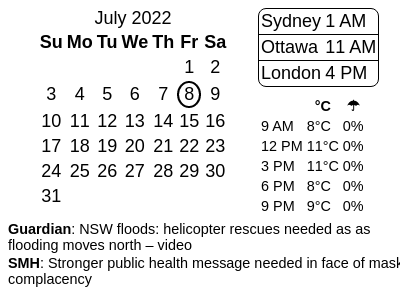 July 2022
Su Mo Tu We Th Fr Sa
1 2
3 4 5 6 7 8 9
10 11 12 13 14 15 16
17 18 19 20 21 22 23
24 25 26 27 28 29 30
31
Sydney 1 AM
Ottawa 11 AM
London 4 PM
°C ☂
9 AM 8°C 0%
12 PM 11°C 0%
3 PM 11°C 0%
6 PM 8°C 0%
9 PM 9°C 0%
Guardian: NSW floods: helicopter rescues needed as as
flooding moves north – video
SMH: Stronger public health message needed in face of mask
complacency